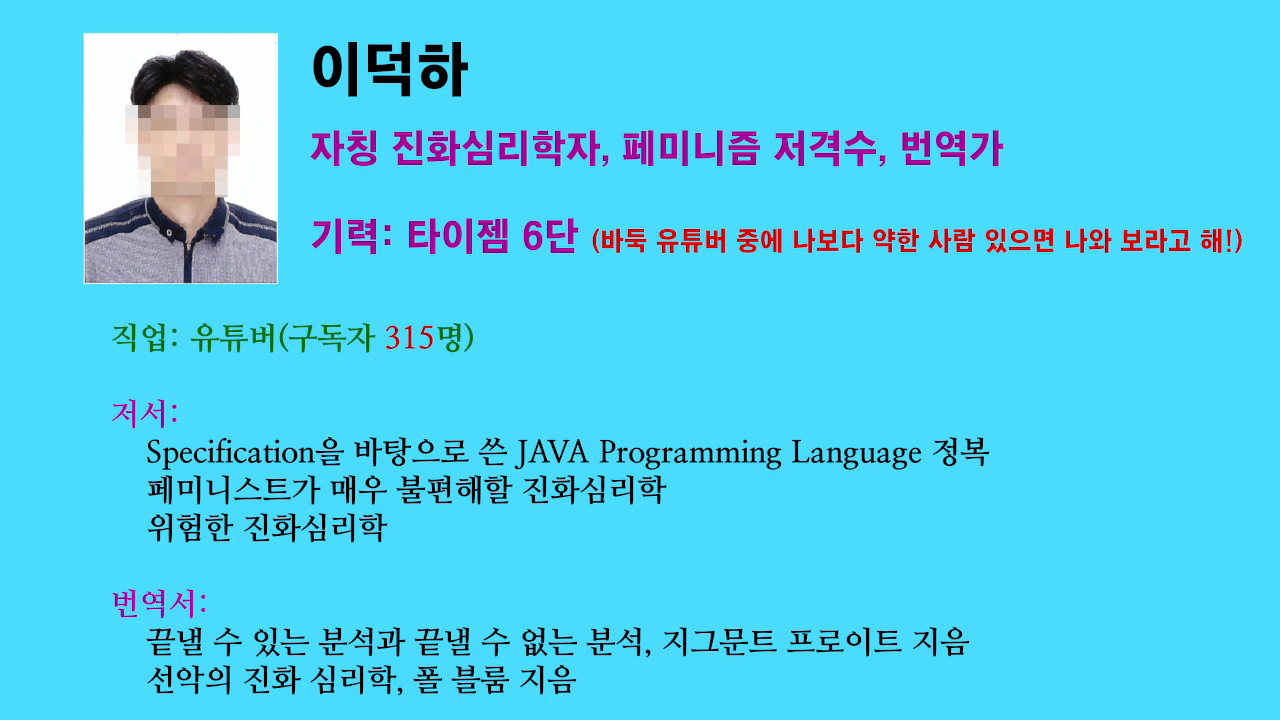 이덕하
자칭 진화심리학자, 페미니즘 저격수, 번역가
기력: 타이젬 6단 (바둑 유튜버 중에 나보다 약한 사람 있으면 나와 보라고 해!)
직업: 유튜버(구독자 315명)
저서:
Specification을 바탕으로 쓴 JAVA Programming Language 정복
페미니스트가 매우 불편해할 진화심리학
위험한 진화심리학
번역서:
끝낼 수 있는 분석과 끝낼 수 없는 분석, 지그문트 프로이트 지음
선악의 진화 심리학, 폴 블룸 지음